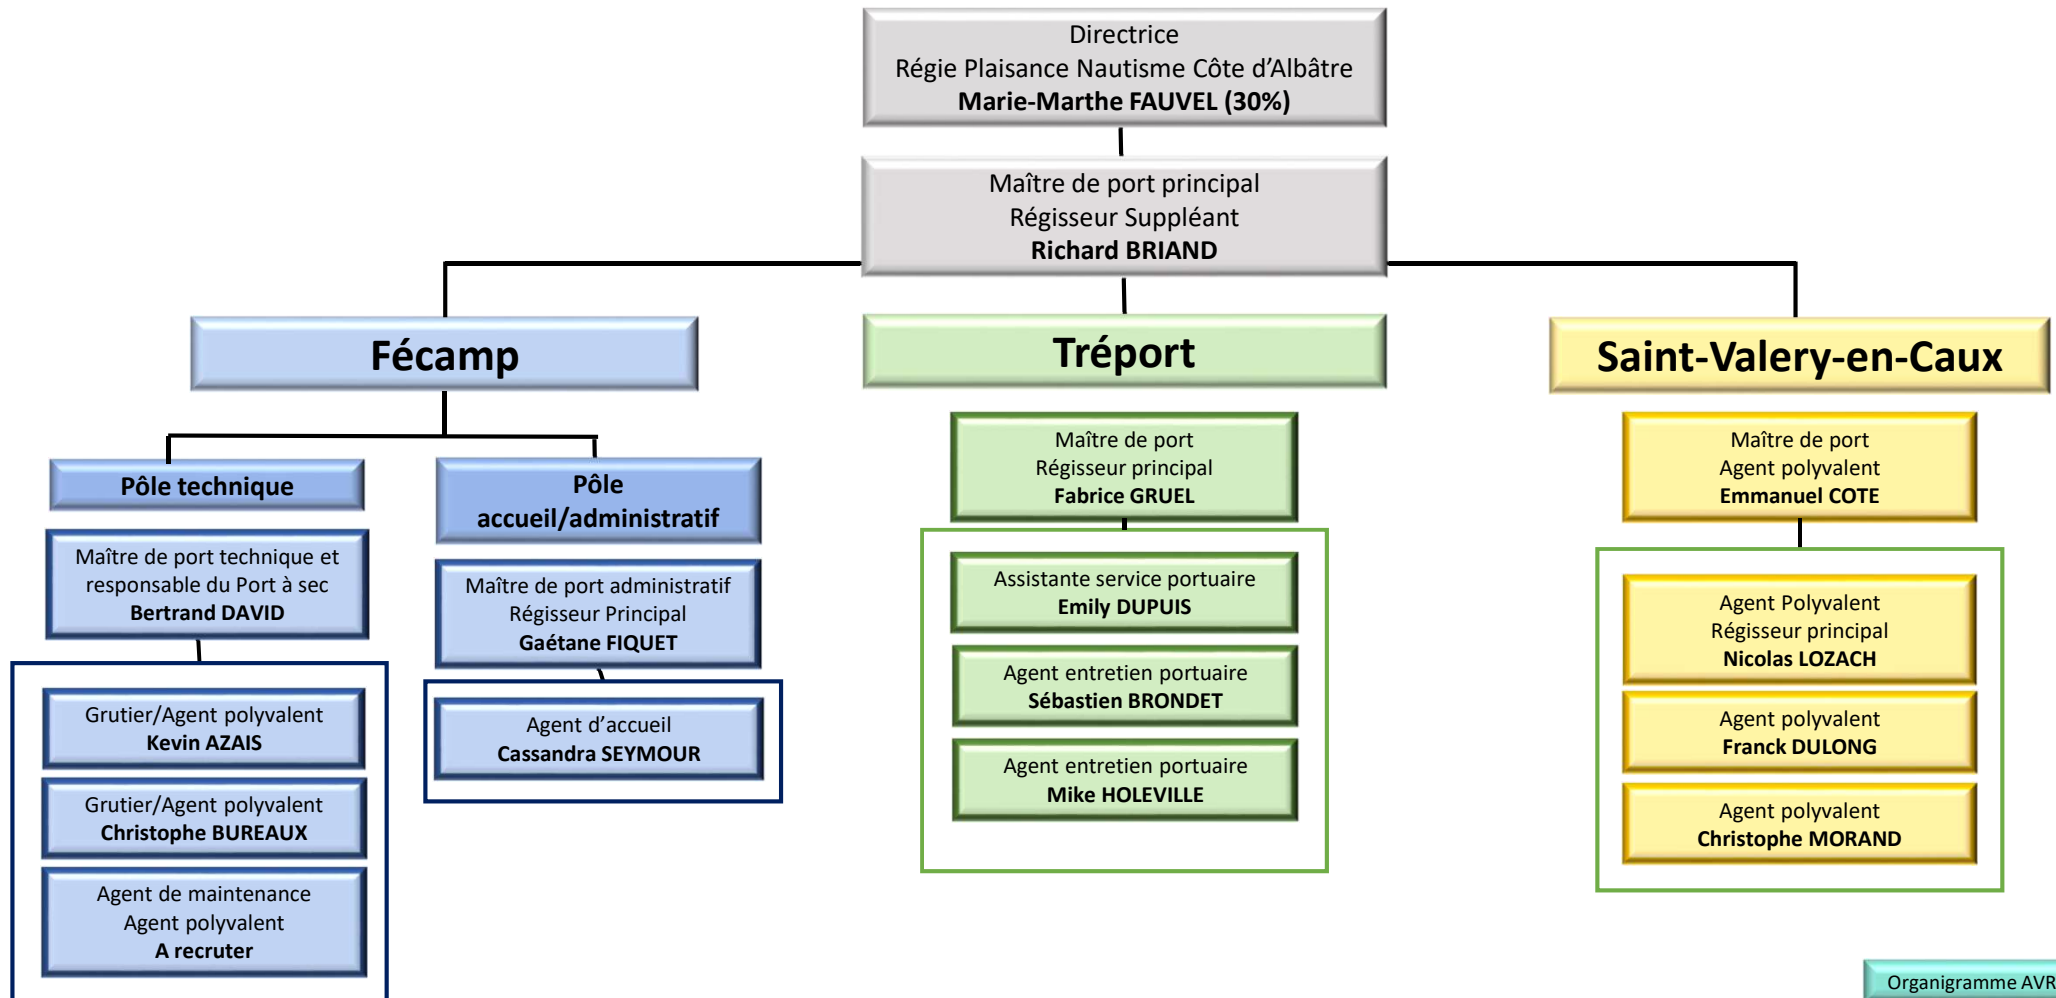 Directrice
Régie Plaisance Nautisme Côte d’Albâtre
Marie-Marthe FAUVEL (30%)
Maître de port principal
Régisseur Suppléant
Richard BRIAND
Fécamp
Pôle technique
Maître de port technique et
responsable du Port à sec
Bertrand DAVID
Grutier/Agent polyvalent
Kevin AZAIS
Grutier/Agent polyvalent
Christophe BUREAUX
Agent de maintenance
Agent polyvalent
A recruter
Pôle
accueil/administratif
Maître de port administratif
Régisseur Principal
Gaétane FIQUET
Agent d’accueil
Cassandra SEYMOUR
Tréport
Maître de port
Régisseur principal
Fabrice GRUEL
Assistante service portuaire
Emily DUPUIS
Agent entretien portuaire
Sébastien BRONDET
Agent entretien portuaire
Mike HOLEVILLE
Saint-Valery-en-Caux
Maître de port
Agent polyvalent
Emmanuel COTE
Agent Polyvalent
Régisseur principal
Nicolas LOZACH
Agent polyvalent
Franck DULONG
Agent polyvalent
Christophe MORAND
Organigramme AVR